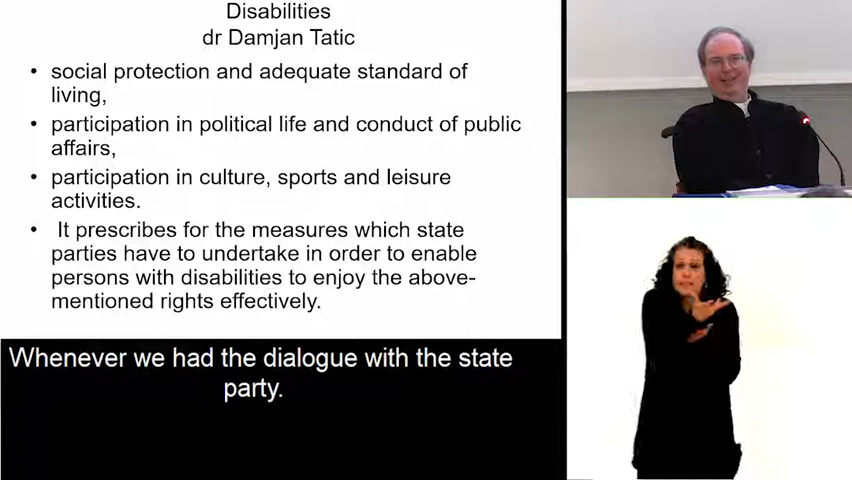 Disabilities
dr Damjan Tatic
• social protection and adequate standard of
living,
• participation in political life and conduct of public
affairs,
• participation in culture, sports and leisure
activities.
• It prescribes for the measures which state
parties have to undertake in order to enable
persons with disabilities to enjoy the above-
mentioned rights effectively.
Whenever we had the dialogue with the state
party.